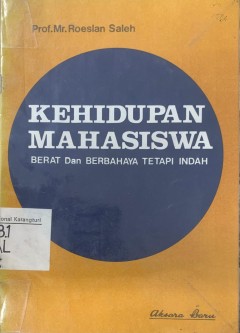 Prof.Mr.Roeslan Saleh
KEHIDUPAN
MAHASISWA
BERAT Dan BERBAHAYA TETAPI INDAH
Aksara Baru